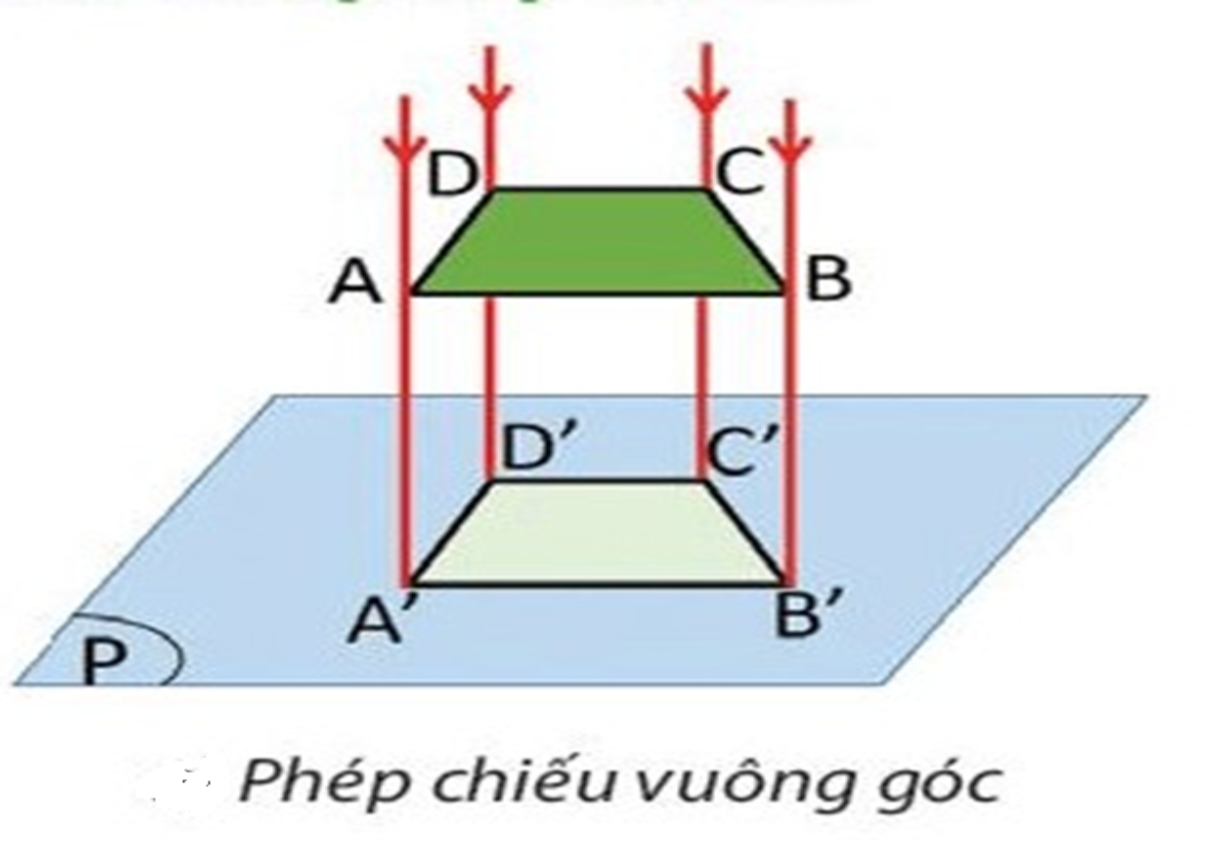 D C
A B
D’ C’
A’ B’
P
Phép chiếu vuông góc